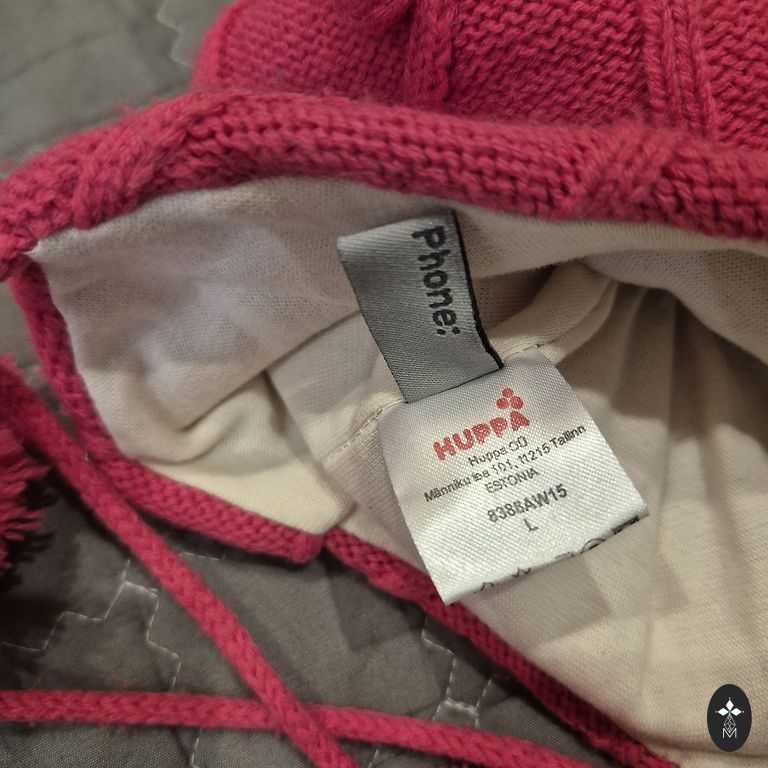 Phone:
HUPPA
Huppa OÜ
Männiku tee 101, 11215 Tallinn
ESTONIA
8388AW15
L